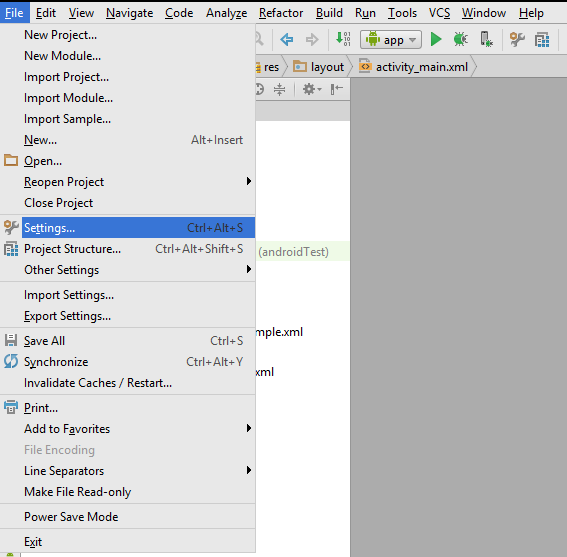 File Edit View Navigate Code Analyze Refactor Build Run Tools VCS Window Help
app
res layout activity_main.xml
New Project...
New Module...
Import Project...
Import Module...
Import Sample...
New... Alt+Insert
Open...
Reopen Project
Close Project
Settings... Ctrl+Alt+S
Project Structure... Ctrl+Alt+Shift+S
(androidTest)
Other Settings
Import Settings...
Export Settings...
mple.xml
Save All Ctrl+S
Synchronize Ctrl+Alt+Y
xml
Invalidate Caches / Restart...
Print...
Add to Favorites
File Encoding
Line Separators
Make File Read-only
Power Save Mode
Exit